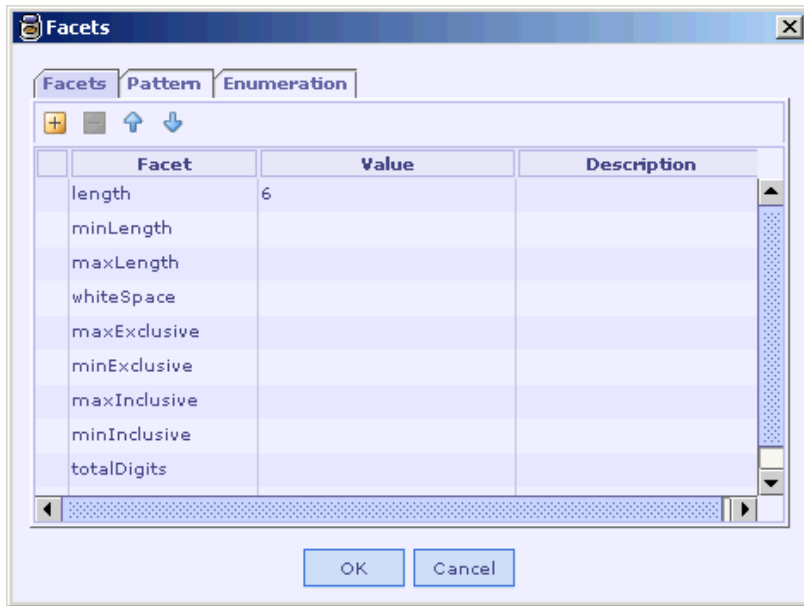 Facets
Facets Pattern Enumeration
Facet Value Description
length 6
minLength
maxLength
whiteSpace
maxExclusive
minExclusive
maxInclusive
minInclusive
totalDigits
OK Cancel